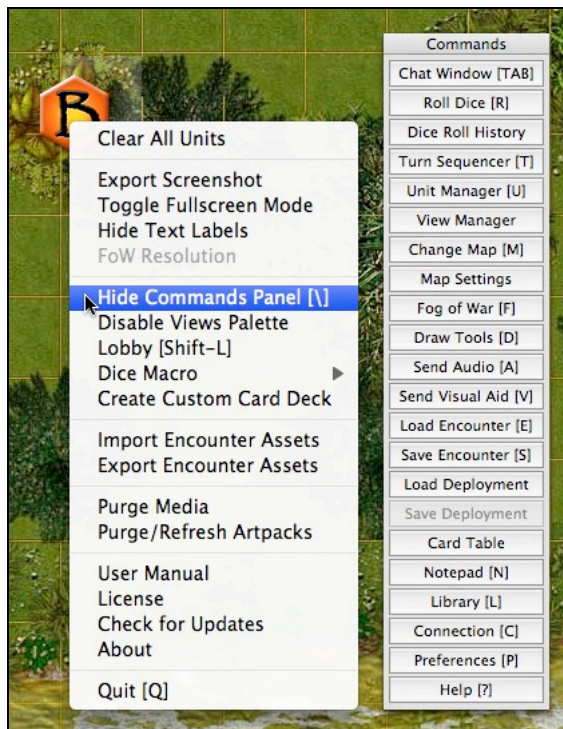 B
Clear All Units
Export Screenshot
Toggle Fullscreen Mode
Hide Text Labels
FoW Resolution
Hide Commands Panel [\]
Disable Views Palette
Lobby [Shift-L]
Dice Macro
Create Custom Card Deck
Import Encounter Assets
Export Encounter Assets
Purge Media
Purge/Refresh Artpacks
User Manual
License
Check for Updates
About
Quit [Q]
Commands
Chat Window [TAB]
Roll Dice [R]
Dice Roll History
Turn Sequencer [T]
Unit Manager [U]
View Manager
Change Map [M]
Map Settings
Fog of War [F]
Draw Tools [D]
Send Audio [A]
Send Visual Aid [V]
Load Encounter [E]
Save Encounter [S]
Load Deployment
Save Deployment
Card Table
Notepad [N]
Library [L]
Connection [C]
Preferences [P]
Help [?]